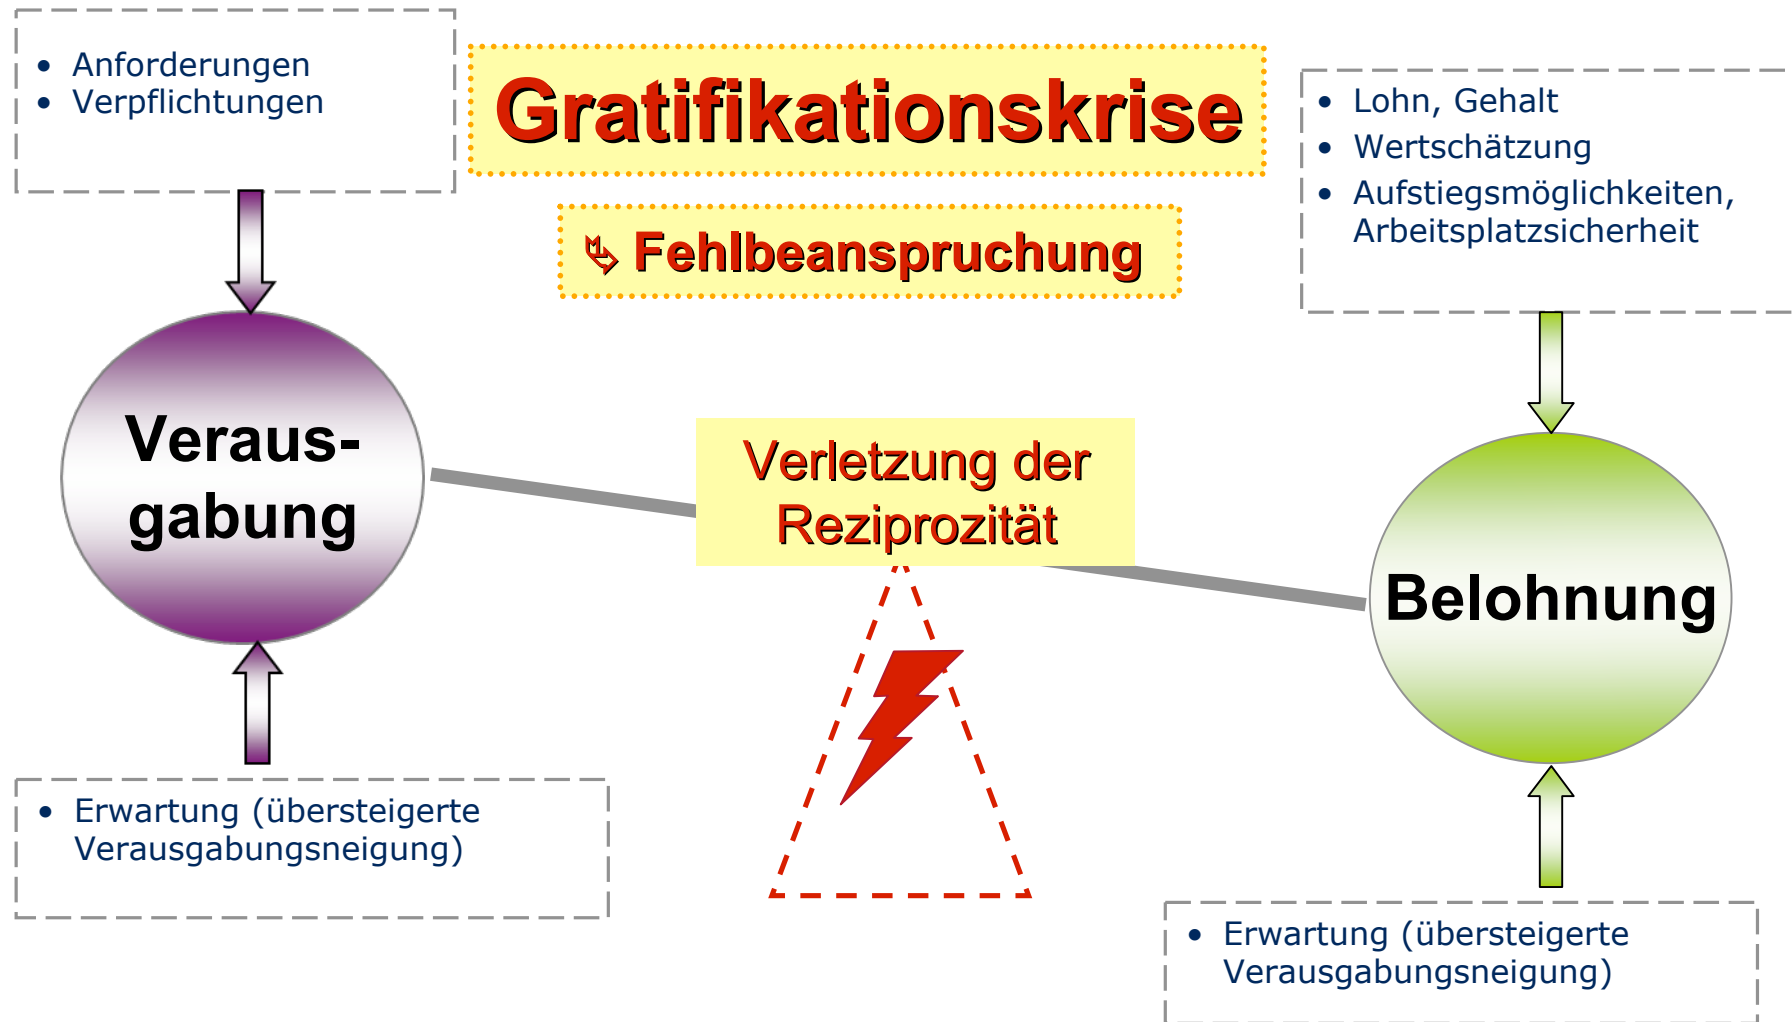 • Anforderungen
• Verpflichtungen
Gratifikationskrise
Fehlbeanspruchung
• Lohn, Gehalt
• Wertschätzung
• Aufstiegsmöglichkeiten,
Arbeitsplatzsicherheit
Veraus-
gabung
Verletzung der
Reziprozität
Belohnung
• Erwartung (übersteigerte
Verausgabungsneigung)
• Erwartung (übersteigerte
Verausgabungsneigung)